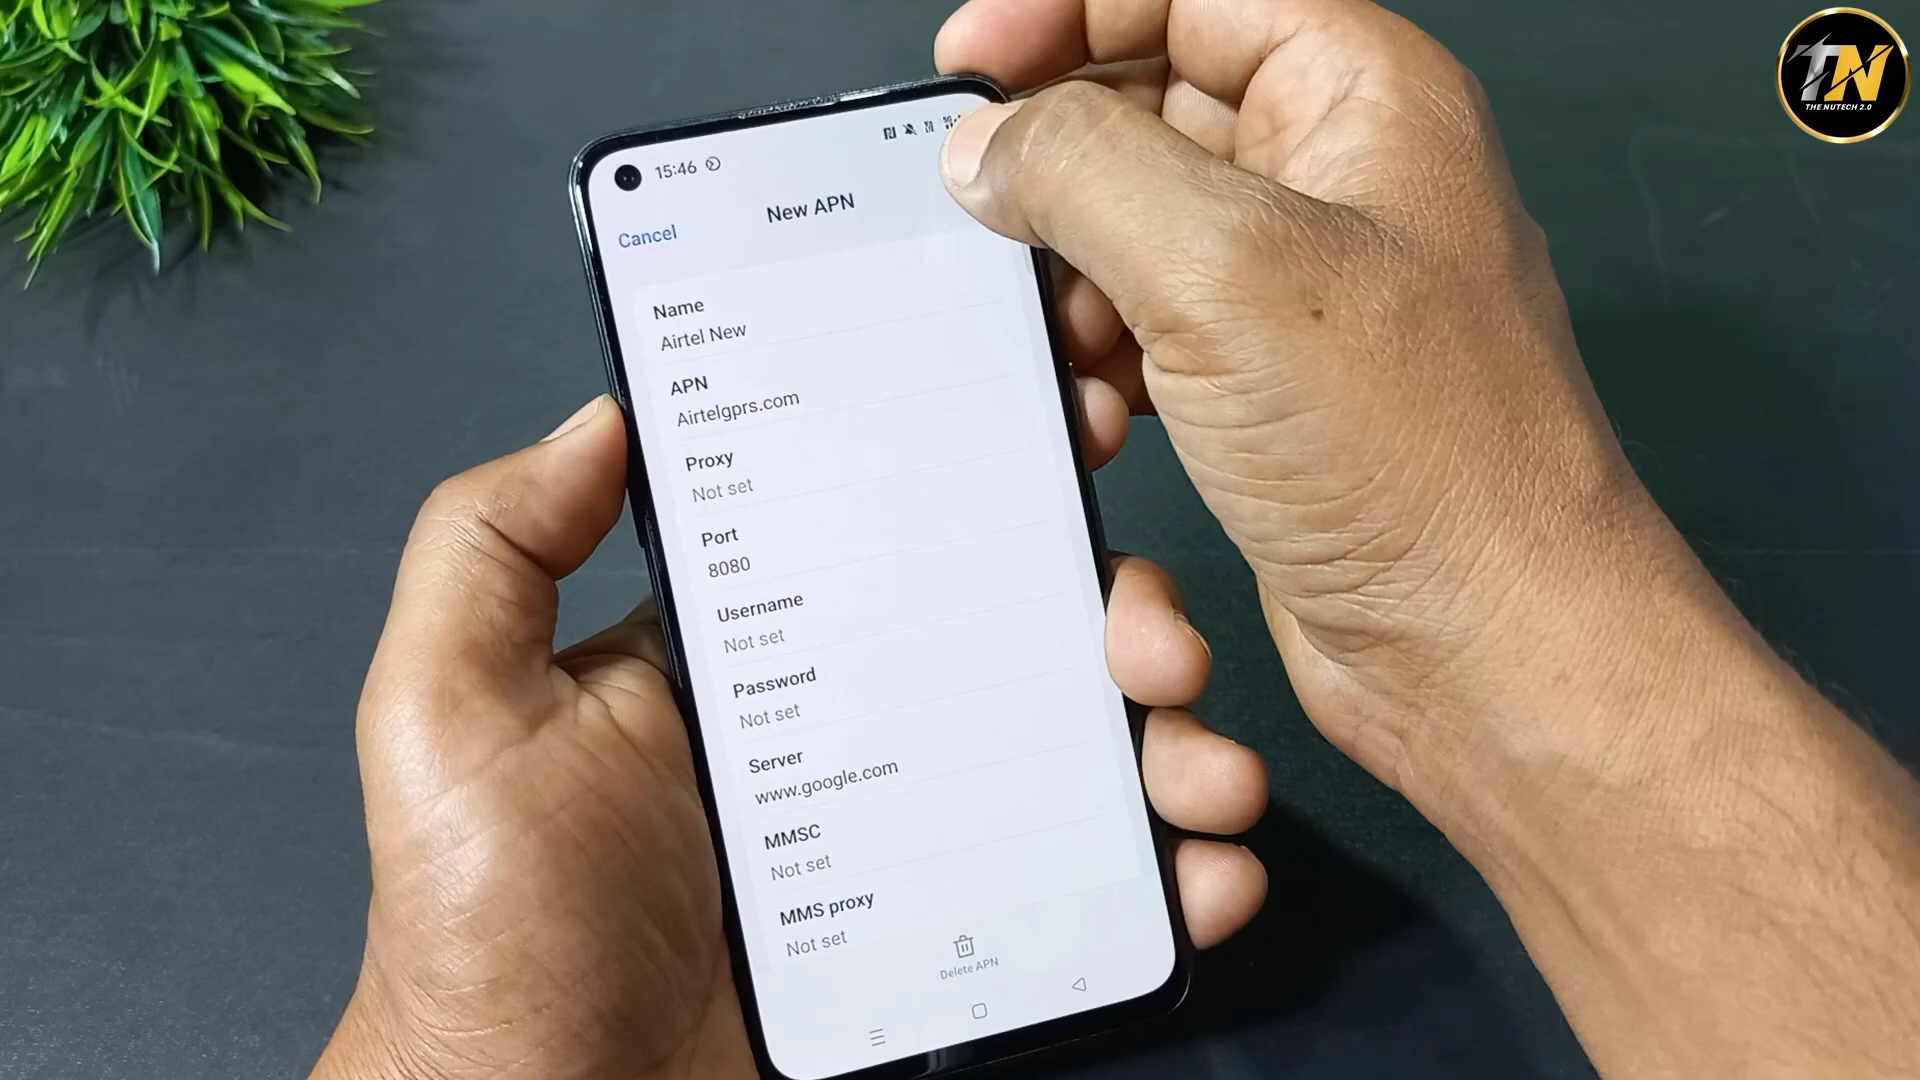 TN
THE NUTECH 2.0
15:46
Cancel
New APN
Name
Airtel New
APN
Airtelgprs.com
Proxy
Not set
Port
8080
Username
Not set
Password
Not set
Server
www.google.com
MMSC
Not set
MMS proxy
Not set
Delete APN